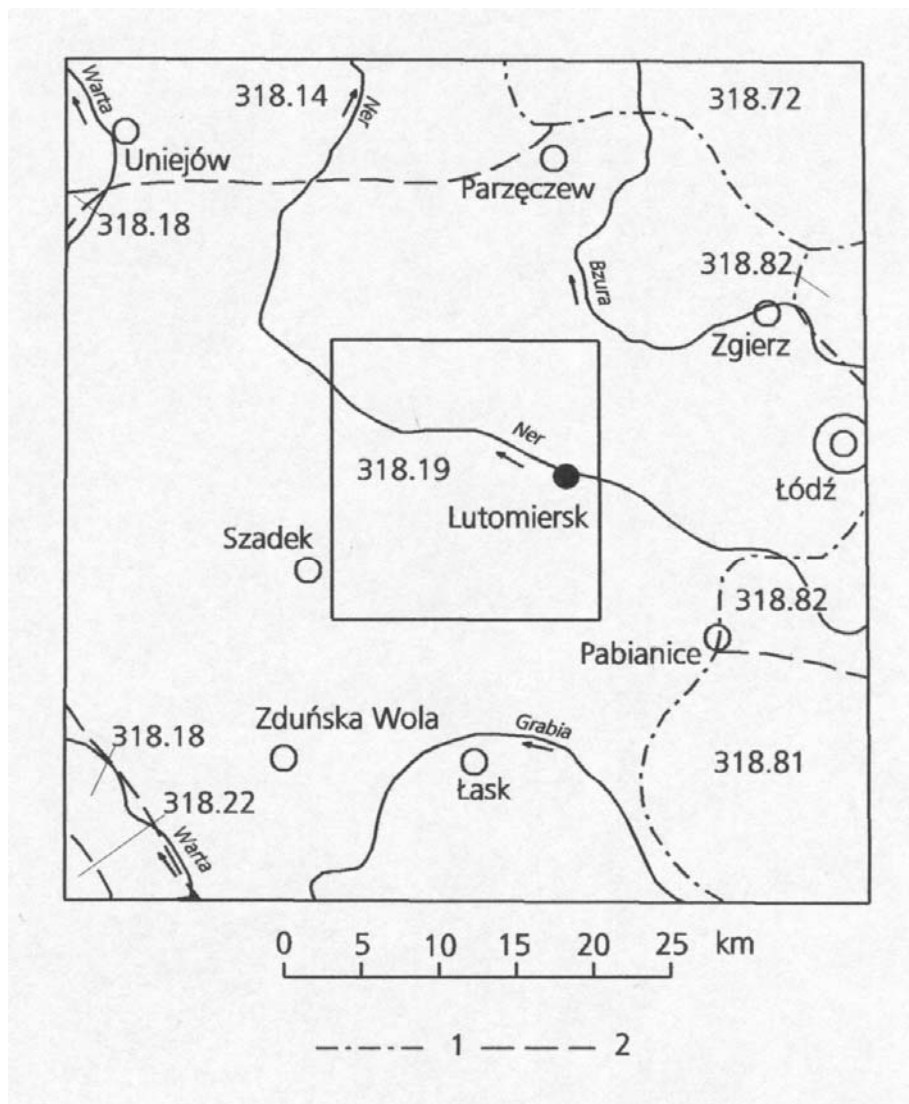 Warta
318.14
Ner
318.72
Uniejów
Parzęczew
318.18
318.82
Bzura
Zgierz
Ner
318.19
Łódź
Lutomiersk
Szadek
318.82
Pabianice
Zduńska Wola
318.18
Grabia
318.81
Łask
318.22
Warta
0 5 10 15 20 25 km
1 2